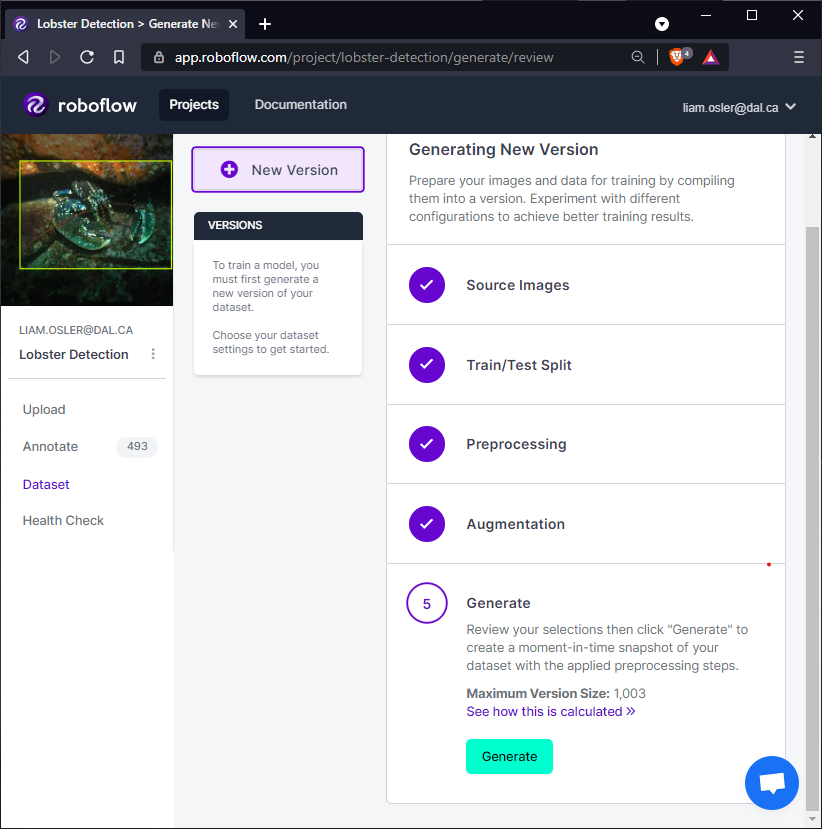 Lobster Detection > Generate Ne
app.roboflow.com/project/lobster-detection/generate/review
4
roboflow
Projects
Documentation
liam.osler@dal.ca
LIAM.OSLER@DAL.CA
Lobster Detection
Upload
Annotate
493
Dataset
Health Check
New Version
VERSIONS
To train a model, you
must first generate a
new version of your
dataset.
Choose your dataset
settings to get started.
Generating New Version
Prepare your images and data for training by compiling
them into a version. Experiment with different
configurations to achieve better training results.
Source Images
Train/Test Split
Preprocessing
Augmentation
5
Generate
Review your selections then click "Generate" to
create a moment-in-time snapshot of your
dataset with the applied preprocessing steps.
Maximum Version Size: 1,003
See how this is calculated »
Generate